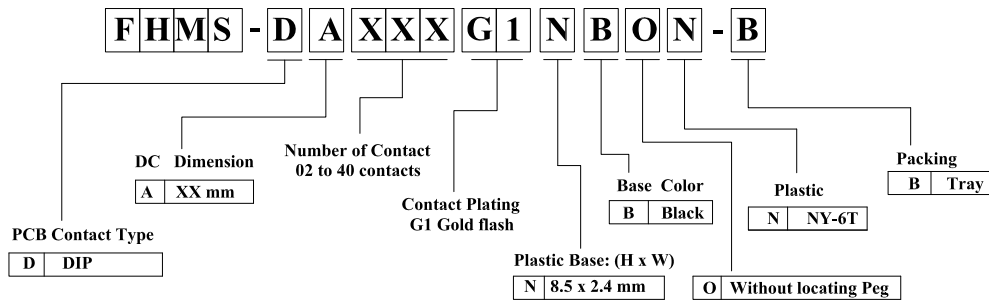 FHMS-DAXXXG1NBON-B
DC Dimension
A XX mm
Number of Contact
02 to 40 contacts
Contact Plating
G1 Gold flash
Base Color
B Black
Plastic
N NY-6T
Packing
B Tray
PCB Contact Type
D DIP
Plastic Base: (H x W)
N 8.5 x 2.4 mm
O Without locating Peg